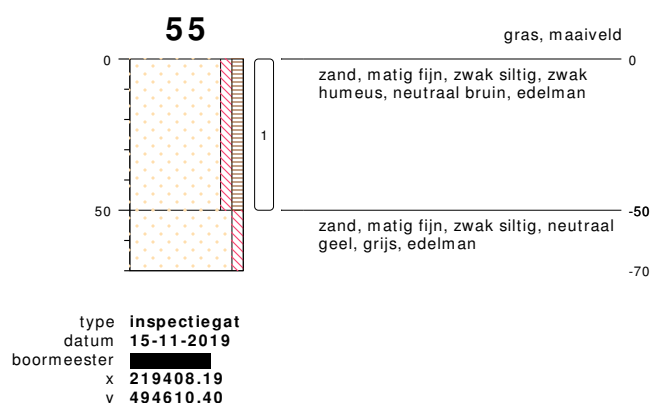 55
gras, maaiveld
0
0
zand, matig fijn, zwak siltig, zwak
humeus, neutraal bruin, edelman
1
50
-50
zand, matig fijn, zwak siltig, neutraal
geel, grijs, edelman
-70
type inspectiegat
datum 15-11-2019
boormeester
x 219408.19
y 494610.40